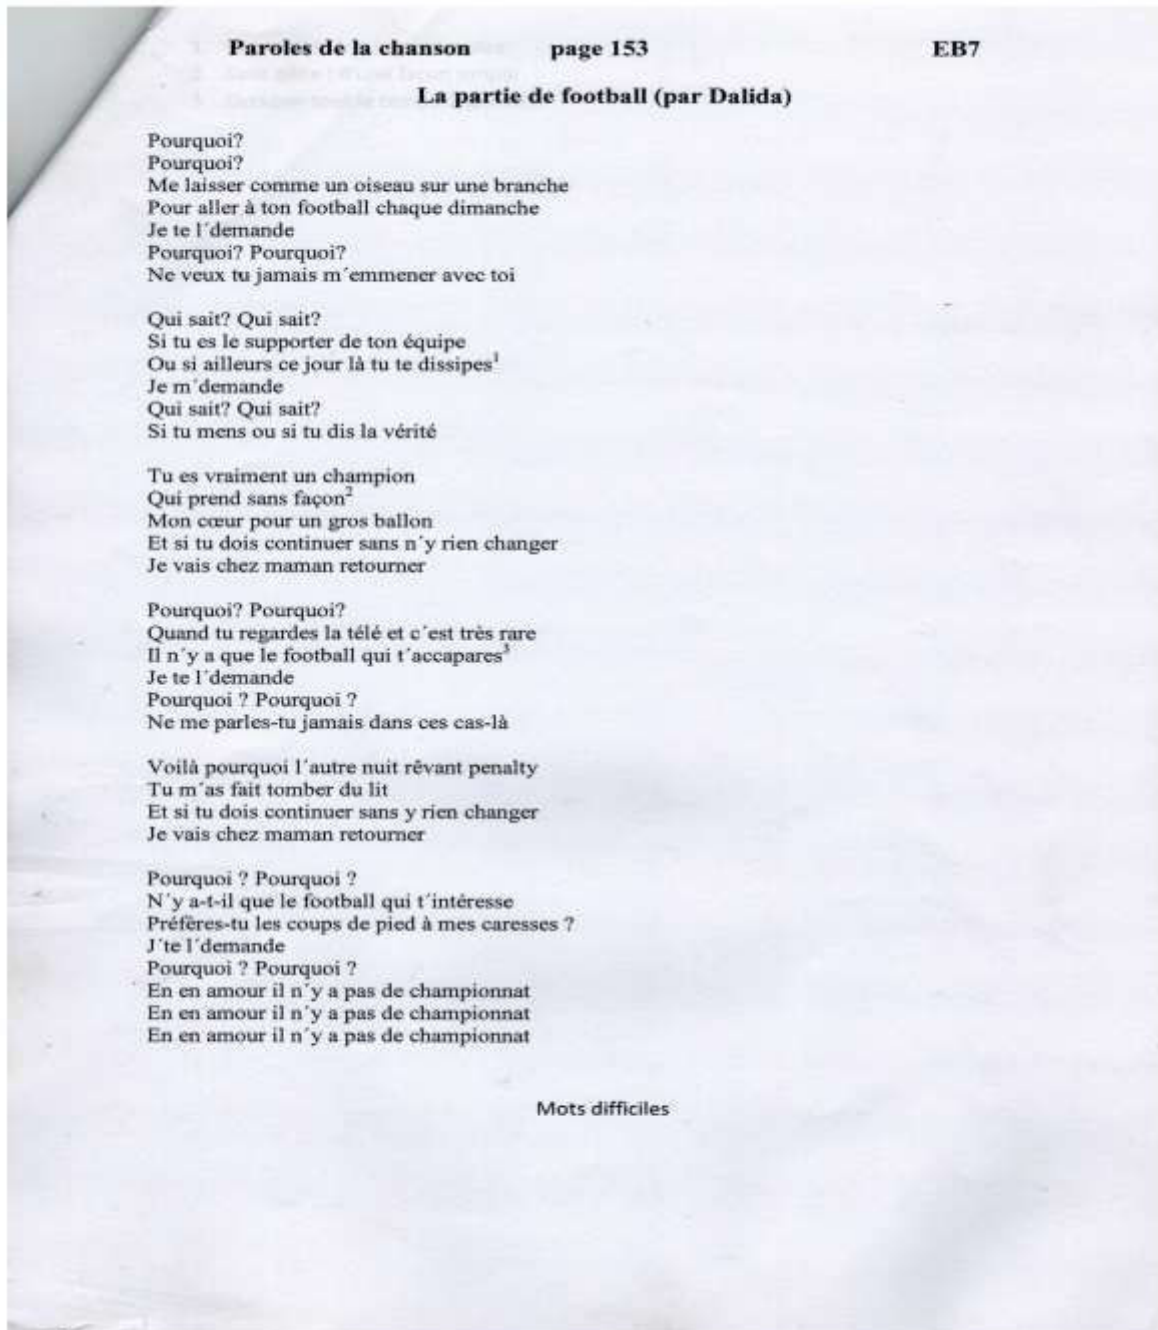 Paroles de la chanson page 153 EB7
La partie de football (par Dalida)
Pourquoi?
Pourquoi?
Me laisser comme un oiseau sur une branche
Pour aller à ton football chaque dimanche
Je te l´demande
Pourquoi? Pourquoi?
Ne veux tu jamais m´emmener avec toi
Qui sait? Qui sait?
Si tu es le supporter de ton équipe
Ou si ailleurs ce jour là tu te dissipes¹
Je m´demande
Qui sait? Qui sait?
Si tu mens ou si tu dis la vérité
Tu es vraiment un champion
Qui prend sans façon²
Mon cœur pour un gros ballon
Et si tu dois continuer sans n´y rien changer
Je vais chez maman retourner
Pourquoi? Pourquoi?
Quand tu regardes la télé et c´est très rare
Il n´y a que le football qui t´accapares³
Je te l´demande
Pourquoi ? Pourquoi ?
Ne me parles-tu jamais dans ces cas-là
Voilà pourquoi l´autre nuit rêvant penalty
Tu m´as fait tomber du lit
Et si tu dois continuer sans y rien changer
Je vais chez maman retourner
Pourquoi ? Pourquoi ?
N´y a-t-il que le football qui t´intéresse
Préfères-tu les coups de pied à mes caresses ?
J´te l´demande
Pourquoi ? Pourquoi ?
En en amour il n´y a pas de championnat
En en amour il n´y a pas de championnat
En en amour il n´y a pas de championnat
Mots difficiles